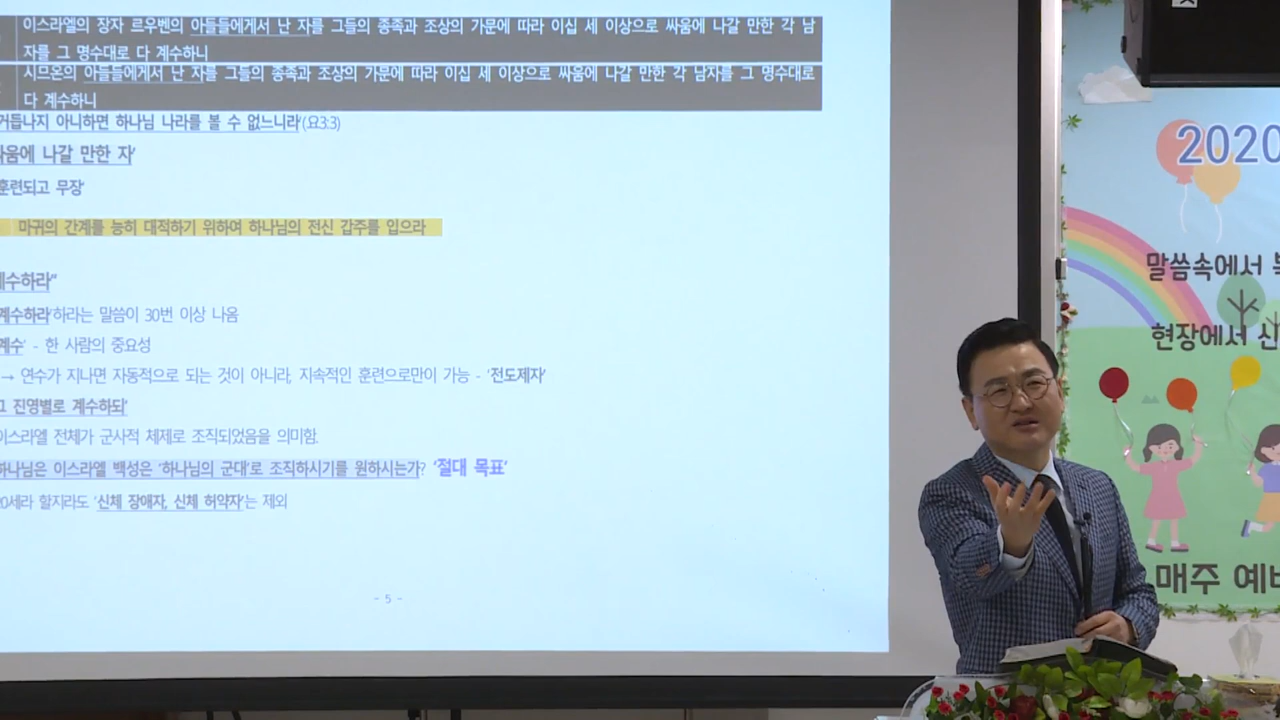 이스라엘의 장자 르우벤의 아들들에게서 난 자를 그들의 종족과 조상의 가문에 따라 이십 세 이상으로 싸움에 나갈 만한 각 남
자를 그 명수대로 다 계수하니
시므온의 아들들에게서 난 자를 그들의 종족과 조상의 가문에 따라 이십 세 이상으로 싸움에 나갈 만한 각 남자를 그 명수대로
다 계수하니
거듭나지 아니하면 하나님 나라를 볼 수 없느니라'(요3:3)
싸움에 나갈 만한 자'
훈련되고 무장'
마귀의 간계를 능히 대적하기 위하여 하나님의 전신 갑주를 입으라
계수하라"
계수하라'하라는 말씀이 30번 이상 나옴
계수' - 한 사람의 중요성
→ 연수가 지나면 자동적으로 되는 것이 아니라, 지속적인 훈련으로만이 가능 - '전도제자'
그 진영별로 계수하되'
이스라엘 전체가 군사적 체제로 조직되었음을 의미함.
하나님은 이스라엘 백성은 '하나님의 군대'로 조직하시기를 원하시는가? '절대 목표'
20세라 할지라도 '신체 장애자, 신체 허약자'는 제외
- 5 -
2020
말씀속에서
현장에서 신
매주 예배